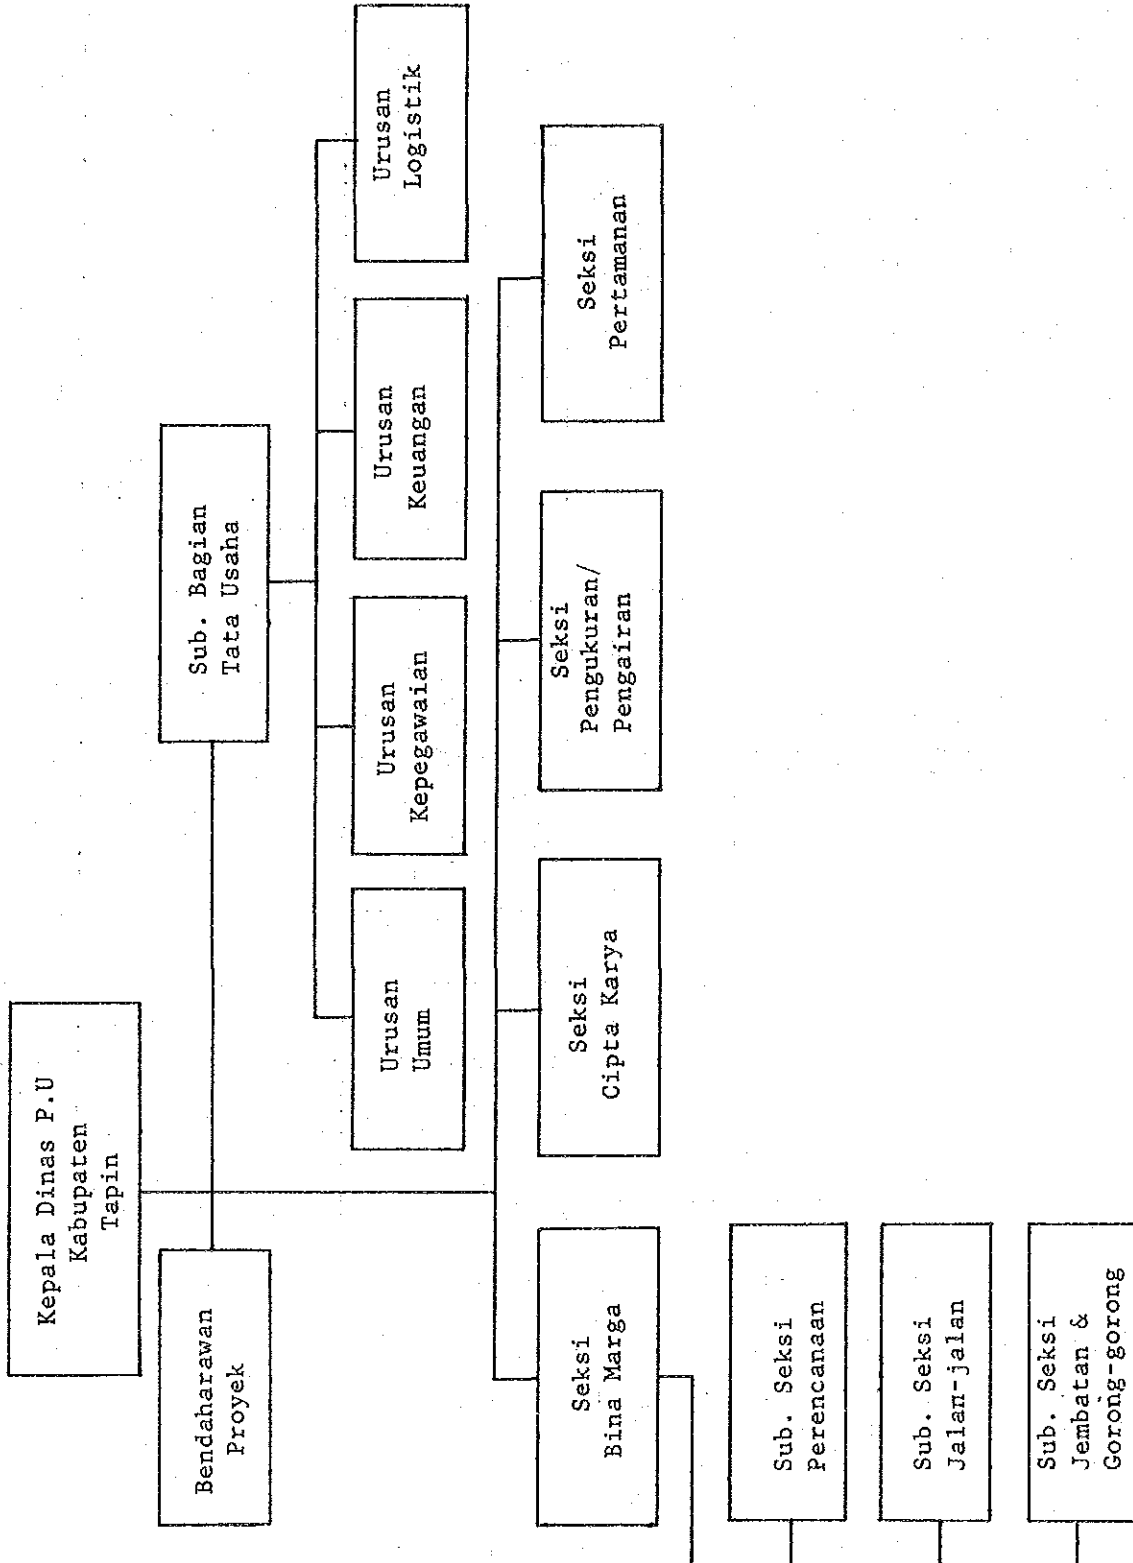 Kepala Dinas P.U
Kabupaten
Tapin
Bendaharawan
Proyek
Sub. Bagian
Tata Usaha
Urusan
Umum
Urusan
Kepegawaian
Urusan
Keuangan
Urusan
Logistik
Seksi
Bina Marga
Seksi
Cipta Karya
Seksi
Pengukuran/
Pengairan
Seksi
Pertamanan
Sub. Seksi
Perencanaan
Sub. Seksi
Jalan-jalan
Sub. Seksi
Jembatan &
Gorong-gorong